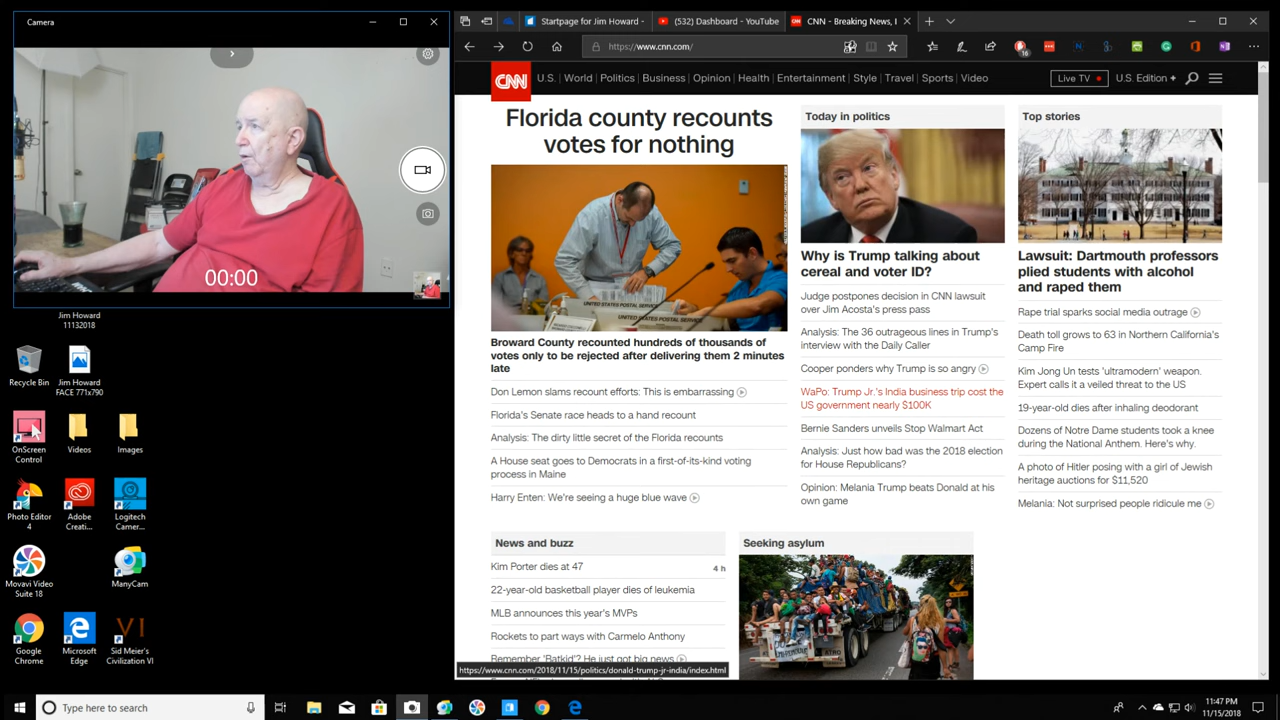 Camera
00:00
Jim Howard
11132018
Recycle Bin
Jim Howard
FACE 771x790
OnScreen
Control
Videos
Images
Photo Editor
4
Adobe
Creati...
Logitech
Camer...
Movavi Video
Suite 18
ManyCam
Google
Chrome
Microsoft
Edge
VI
Sid Meier's
Civilization VI
Startpage for Jim Howard -
(532) Dashboard - YouTube
CNN - Breaking News, l
https://www.cnn.com/
16
CNN
U.S. World Politics Business Opinion Health Entertainment Style Travel Sports Video
Live TV
U.S. Edition +
Florida county recounts
votes for nothing
UNITED STATES POSTAL SERVICE
UNITED STATES POSTAL SERVICE
Broward County recounted hundreds of thousands of
votes only to be rejected after delivering them 2 minutes
late
Don Lemon slams recount efforts: This is embarrassing
Florida's Senate race heads to a hand recount
Analysis: The dirty little secret of the Florida recounts
A House seat goes to Democrats in a first-of-its-kind voting
process in Maine
Harry Enten: We're seeing a huge blue wave
Today in politics
Why is Trump talking about
cereal and voter ID?
Judge postpones decision in CNN lawsuit
over Jim Acosta's press pass
Analysis: The 36 outrageous lines in Trump's
interview with the Daily Caller
Cooper ponders why Trump is so angry
WaPo: Trump Jr.'s India business trip cost the
US government nearly $100K
Bernie Sanders unveils Stop Walmart Act
Analysis: Just how bad was the 2018 election
for House Republicans?
Opinion: Melania Trump beats Donald at his
own game
Top stories
Lawsuit: Dartmouth professors
plied students with alcohol
and raped them
Rape trial sparks social media outrage
Death toll grows to 63 in Northern California's
Camp Fire
Kim Jong Un tests 'ultramodern' weapon.
Expert calls it a veiled threat to the US
19-year-old dies after inhaling deodorant
Dozens of Notre Dame students took a knee
during the National Anthem. Here's why.
A photo of Hitler posing with a girl of Jewish
heritage auctions for $11,520
Melania: Not surprised people ridicule me
News and buzz
Kim Porter dies at 47
4 h
22-year-old basketball player dies of leukemia
MLB announces this year's MVPs
Rockets to part ways with Carmelo Anthony
Remember 'Batkid'? He just got big news
Seeking asylum
https://www.cnn.com/2018/11/15/politics/donald-trump-jr-india/index.html
Type here to search
11:47 PM
11/15/2018